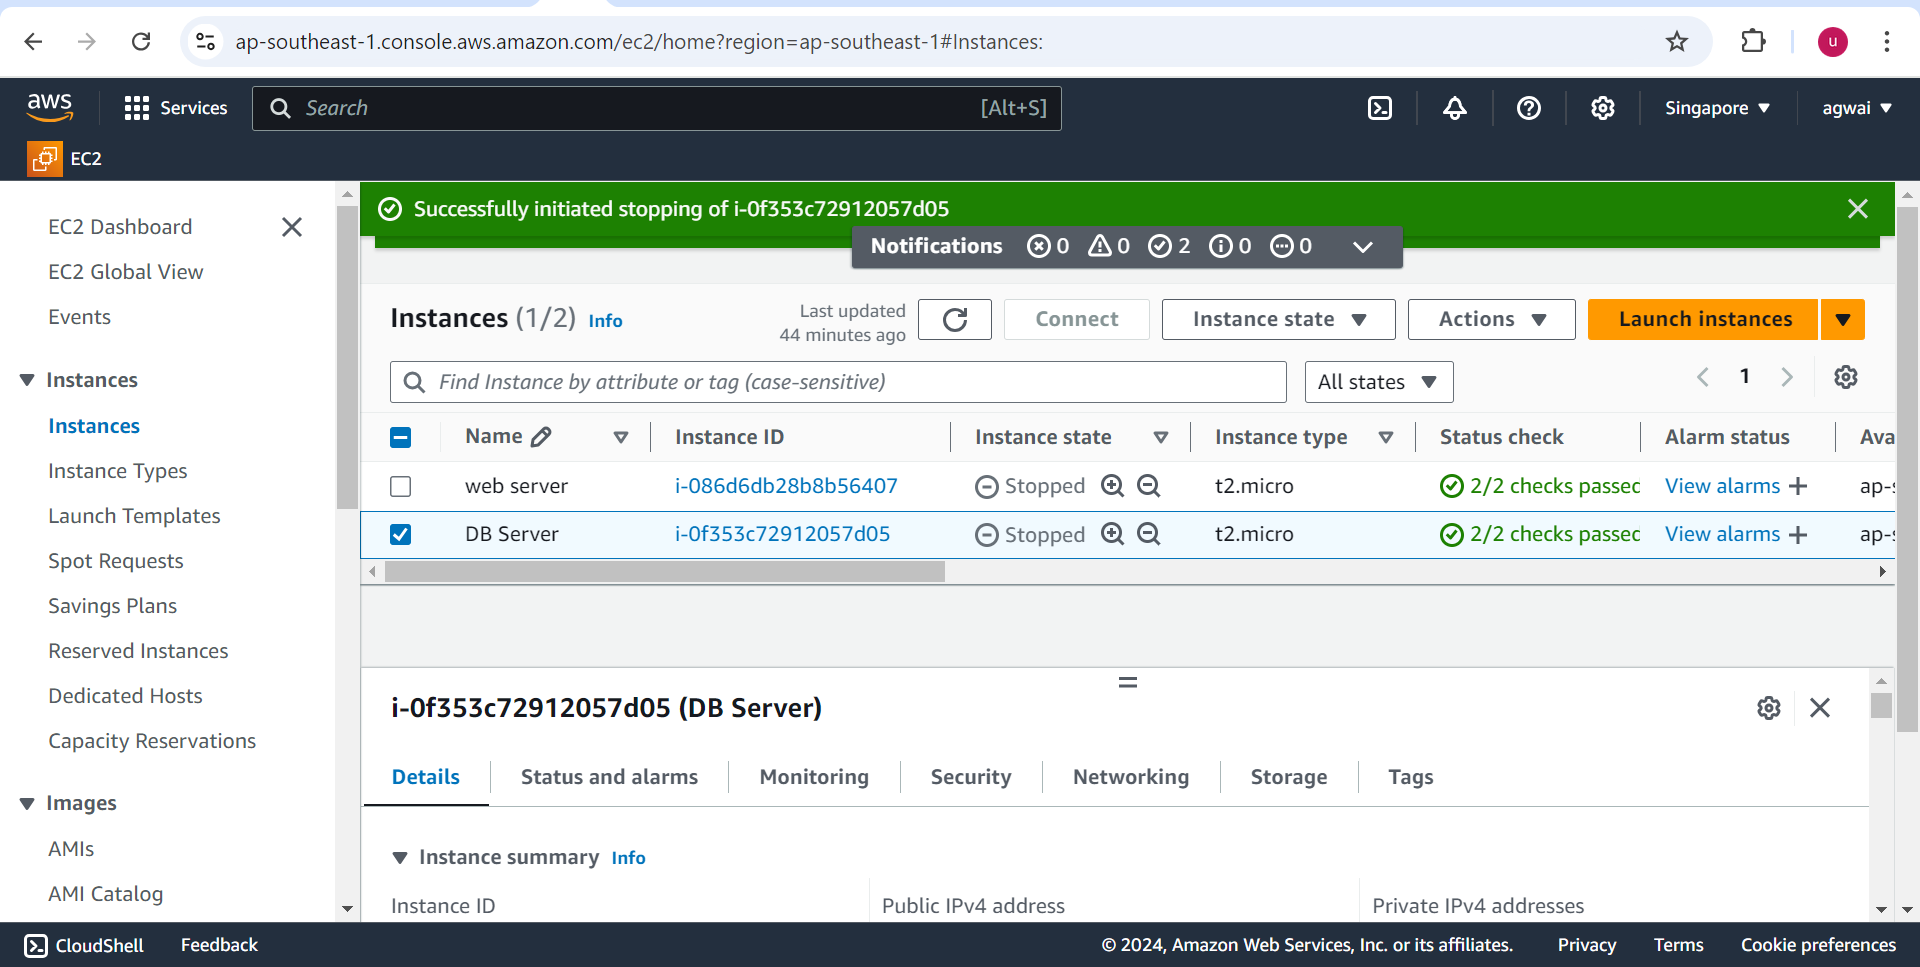 ap-southeast-1.console.aws.amazon.com/ec2/home?region=ap-southeast-1#Instances:
u
aws
Services
Search
[Alt+S]
Singapore
agwai
EC2
EC2 Dashboard
EC2 Global View
Events
Instances
Instances
Instance Types
Launch Templates
Spot Requests
Savings Plans
Reserved Instances
Dedicated Hosts
Capacity Reservations
Images
AMIs
AMI Catalog
Successfully initiated stopping of i-0f353c72912057d05
Notifications 0 0 2 0 0
Instances (1/2) Info
Last updated
44 minutes ago
Connect
Instance state
Actions
Launch instances
Find Instance by attribute or tag (case-sensitive)
All states
1
Name Instance ID Instance state Instance type Status check Alarm status Ava
web server i-086d6db28b8b56407 Stopped t2.micro 2/2 checks passed View alarms + ap-s
DB Server i-0f353c72912057d05 Stopped t2.micro 2/2 checks passed View alarms + ap-s
i-0f353c72912057d05 (DB Server)
Details Status and alarms Monitoring Security Networking Storage Tags
Instance summary Info
Instance ID Public IPv4 address Private IPv4 addresses
CloudShell Feedback © 2024, Amazon Web Services, Inc. or its affiliates. Privacy Terms Cookie preferences